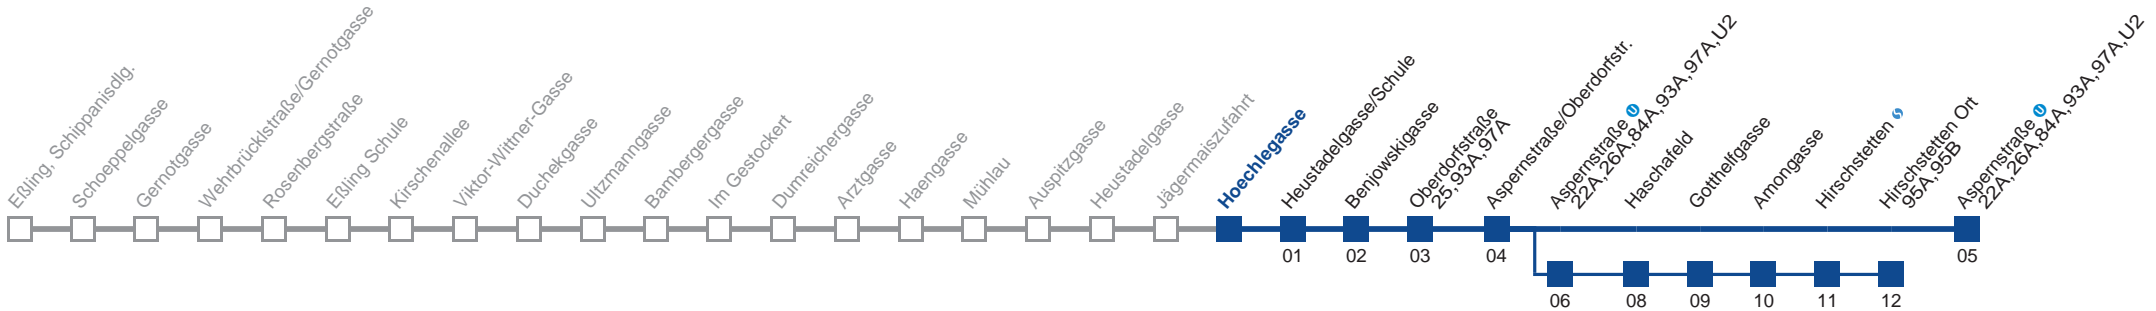 Eßling, Schippanisdlg.
Schoeppelgasse
Gernotgasse
Wehrbrücklstraße/Gernotgasse
Rosenbergstraße
Eßling Schule
Kirschenallee
Viktor-Wittner-Gasse
Duchekgasse
Ultzmanngasse
Bambergergasse
Im Gestockert
Dumreichergasse
Arztgasse
Haengasse
Mühlau
Auspitzgasse
Heustadelgasse
Jägermaiszufahrt
Hoechlegasse
Heustadelgasse/Schule
Benjowskigasse
Oberdorfstraße
25,93A,97A
Aspernstraße/Oberdorfstr.
Aspernstraße U
22A,26A,84A,93A,97A,U2
Haschafeld
Gotthelfgasse
Amongasse
Hirschstetten S
Hirschstetten Ort
95A,95B
Aspernstraße U
22A,26A,84A,93A,97A,U2
01
02
03
04
05
06
08
09
10
11
12